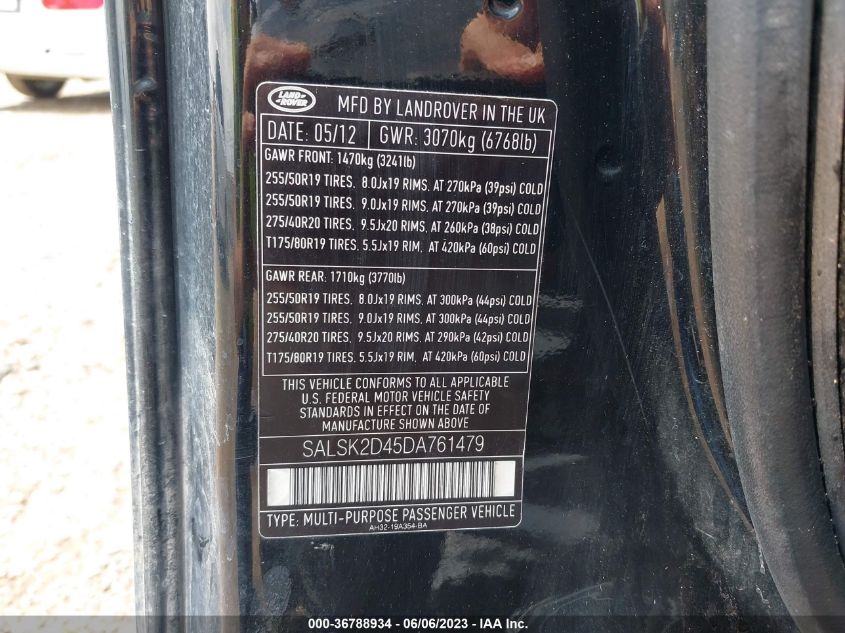 LAND
ROVER
MFD BY LANDROVER IN THE UK
DATE: 05/12 GWR: 3070kg (6768lb)
GAWR FRONT: 1470kg (3241lb)
255/50R19 TIRES. 8.0Jx19 RIMS. AT 270kPa (39psi) COLD
255/50R19 TIRES. 9.0Jx19 RIMS. AT 270kPa (39psi) COLD
275/40R20 TIRES. 9.5Jx20 RIMS. AT 260kPa (38psi) COLD
T175/80R19 TIRES. 5.5Jx19 RIM. AT 420kPa (60psi) COLD
GAWR REAR: 1710kg (3770lb)
255/50R19 TIRES. 8.0Jx19 RIMS. AT 300kPa (44psi) COLD
255/50R19 TIRES. 9.0Jx19 RIMS. AT 300kPa (44psi) COLD
275/40R20 TIRES. 9.5Jx20 RIMS. AT 290kPa (42psi) COLD
T175/80R19 TIRES. 5.5Jx19 RIM. AT 420kPa (60psi) COLD
THIS VEHICLE CONFORMS TO ALL APPLICABLE
U.S. FEDERAL MOTOR VEHICLE SAFETY
STANDARDS IN EFFECT ON THE DATE OF
MANUFACTURE SHOWN ABOVE
SALSK2D45DA761479
TYPE: MULTI-PURPOSE PASSENGER VEHICLE
AH32-19A354-BA
000-36788934 - 06/06/2023 - IAA Inc.